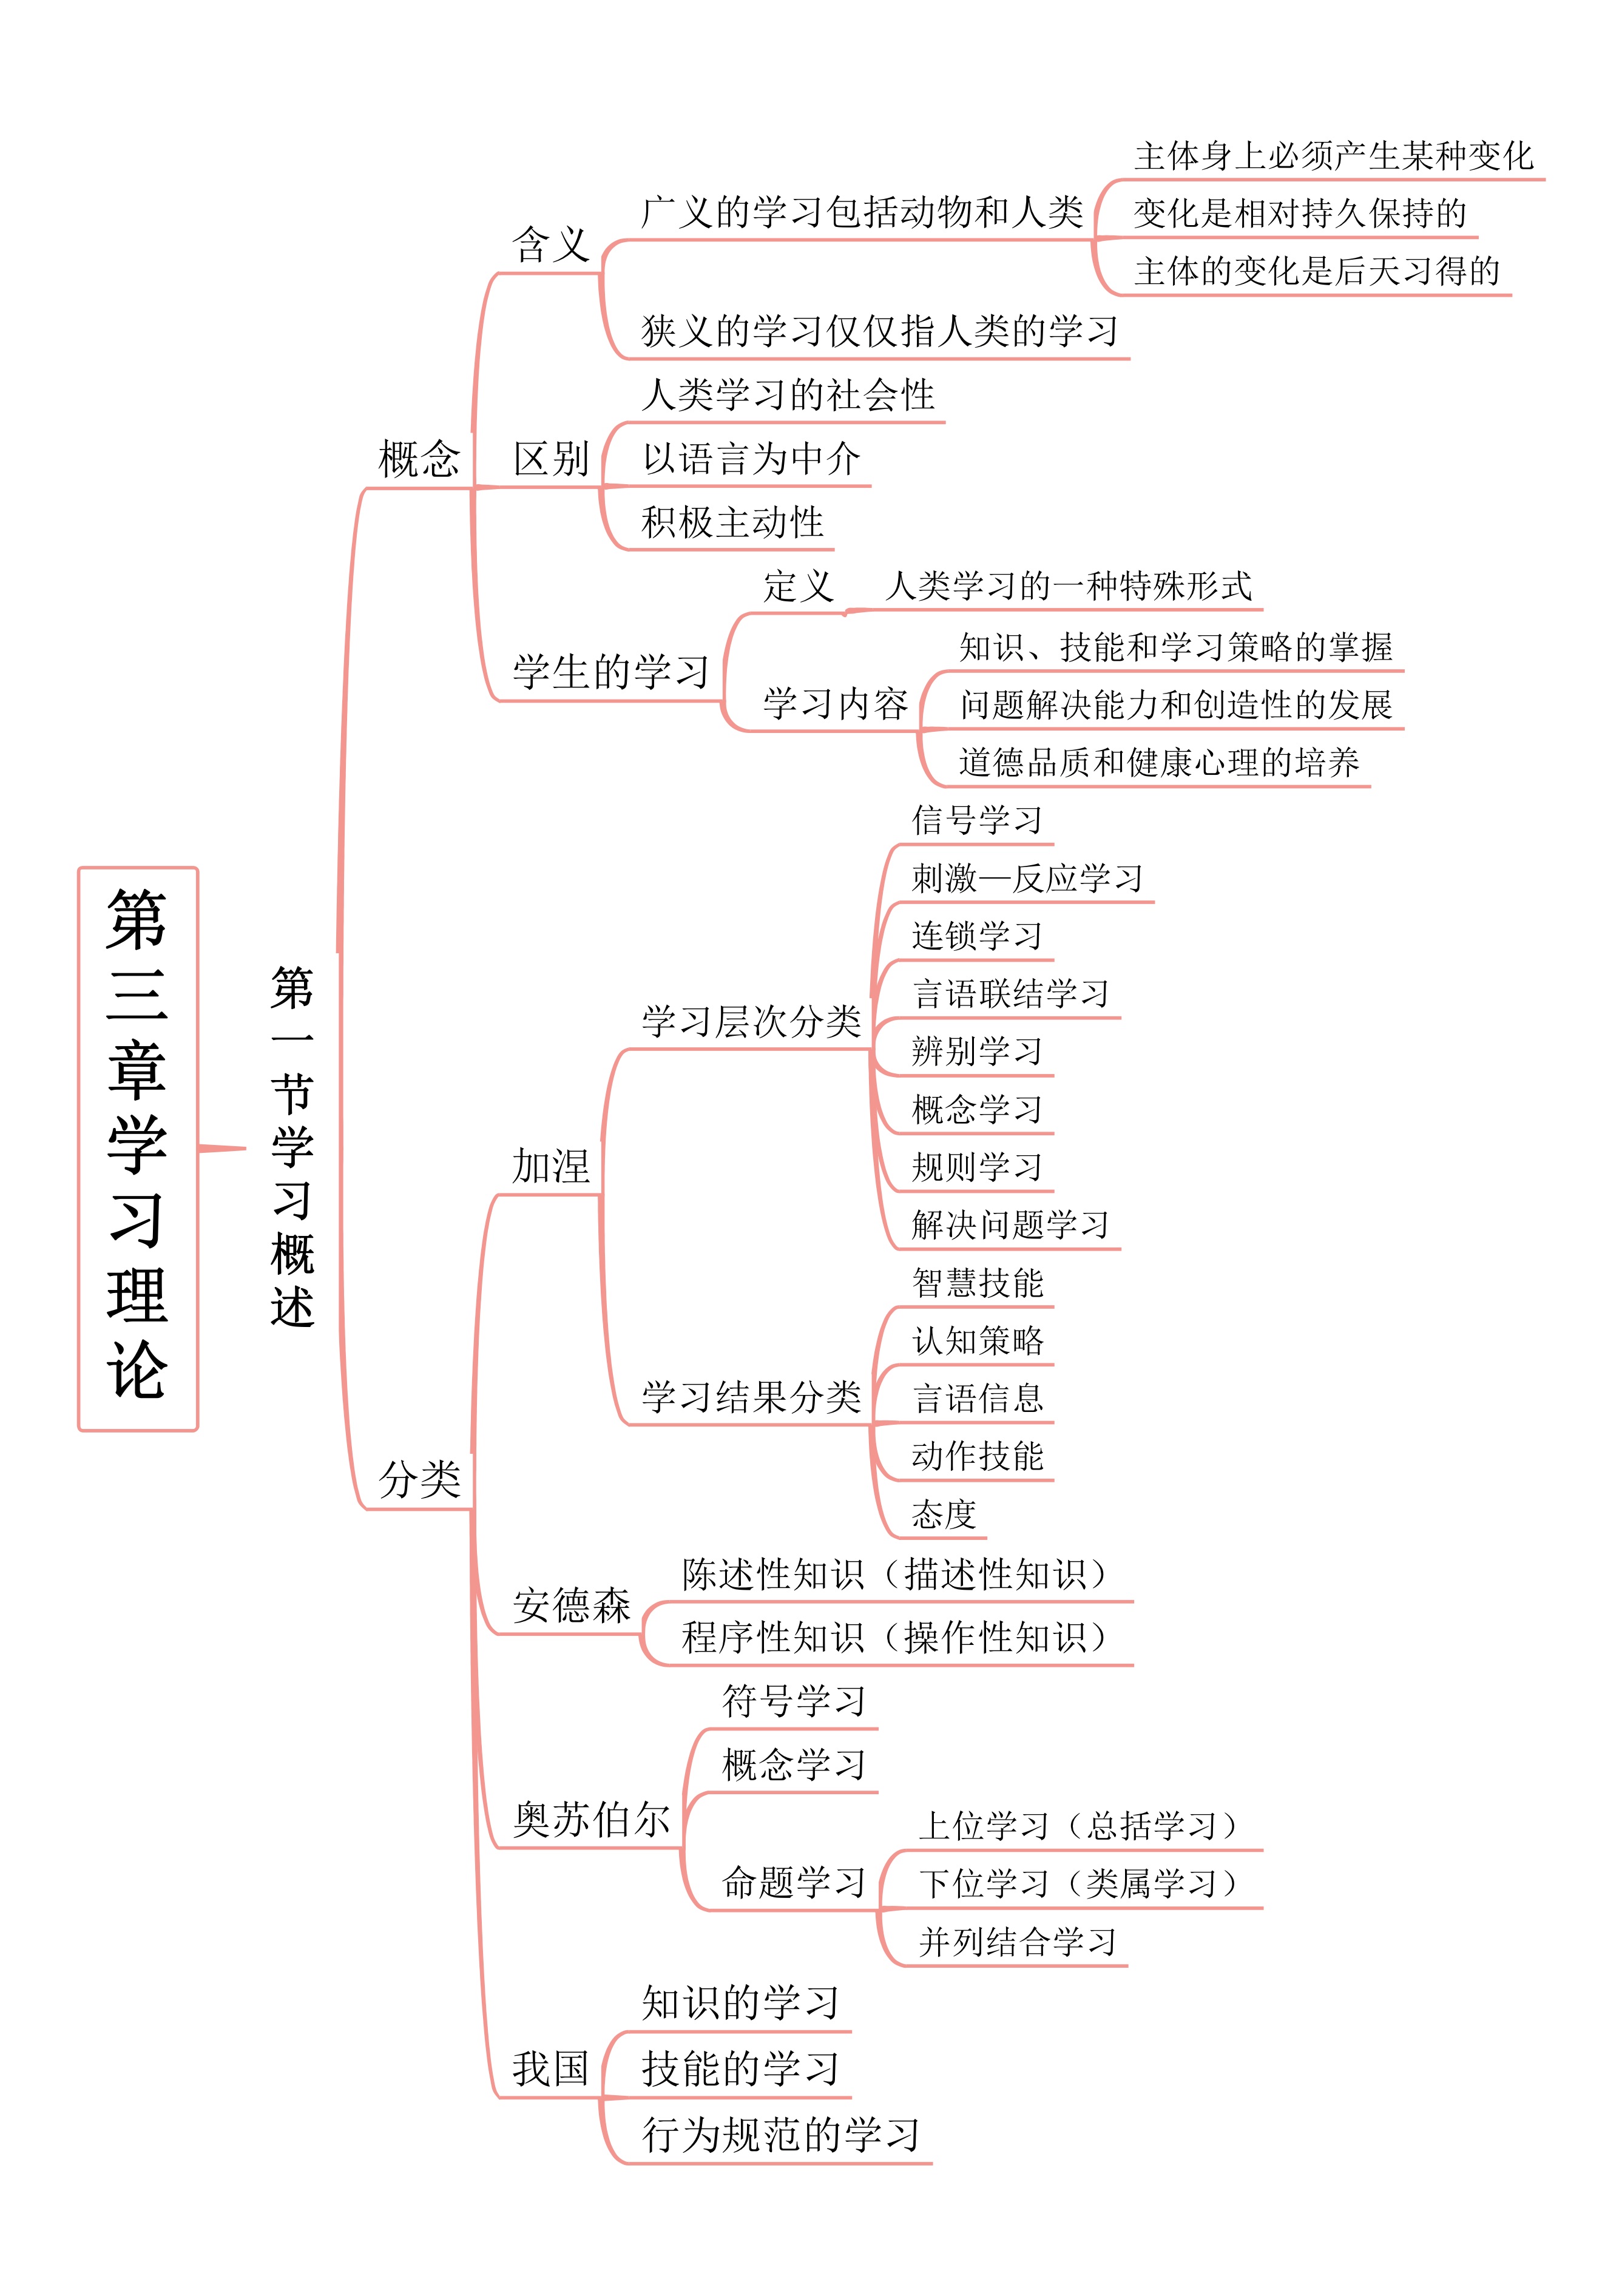 第三章学习理论
第一节学习概述
概念
含义
广义的学习包括动物和人类
主体身上必须产生某种变化
变化是相对持久保持的
主体的变化是后天习得的
狭义的学习仅仅指人类的学习
区别
人类学习的社会性
以语言为中介
积极主动性
学生的学习
定义
人类学习的一种特殊形式
学习内容
知识、技能和学习策略的掌握
问题解决能力和创造性的发展
道德品质和健康心理的培养
分类
加涅
学习层次分类
信号学习
刺激—反应学习
连锁学习
言语联结学习
辨别学习
概念学习
规则学习
解决问题学习
学习结果分类
智慧技能
认知策略
言语信息
动作技能
态度
安德森
陈述性知识（描述性知识）
程序性知识（操作性知识）
奥苏伯尔
符号学习
概念学习
命题学习
上位学习（总括学习）
下位学习（类属学习）
并列结合学习
我国
知识的学习
技能的学习
行为规范的学习